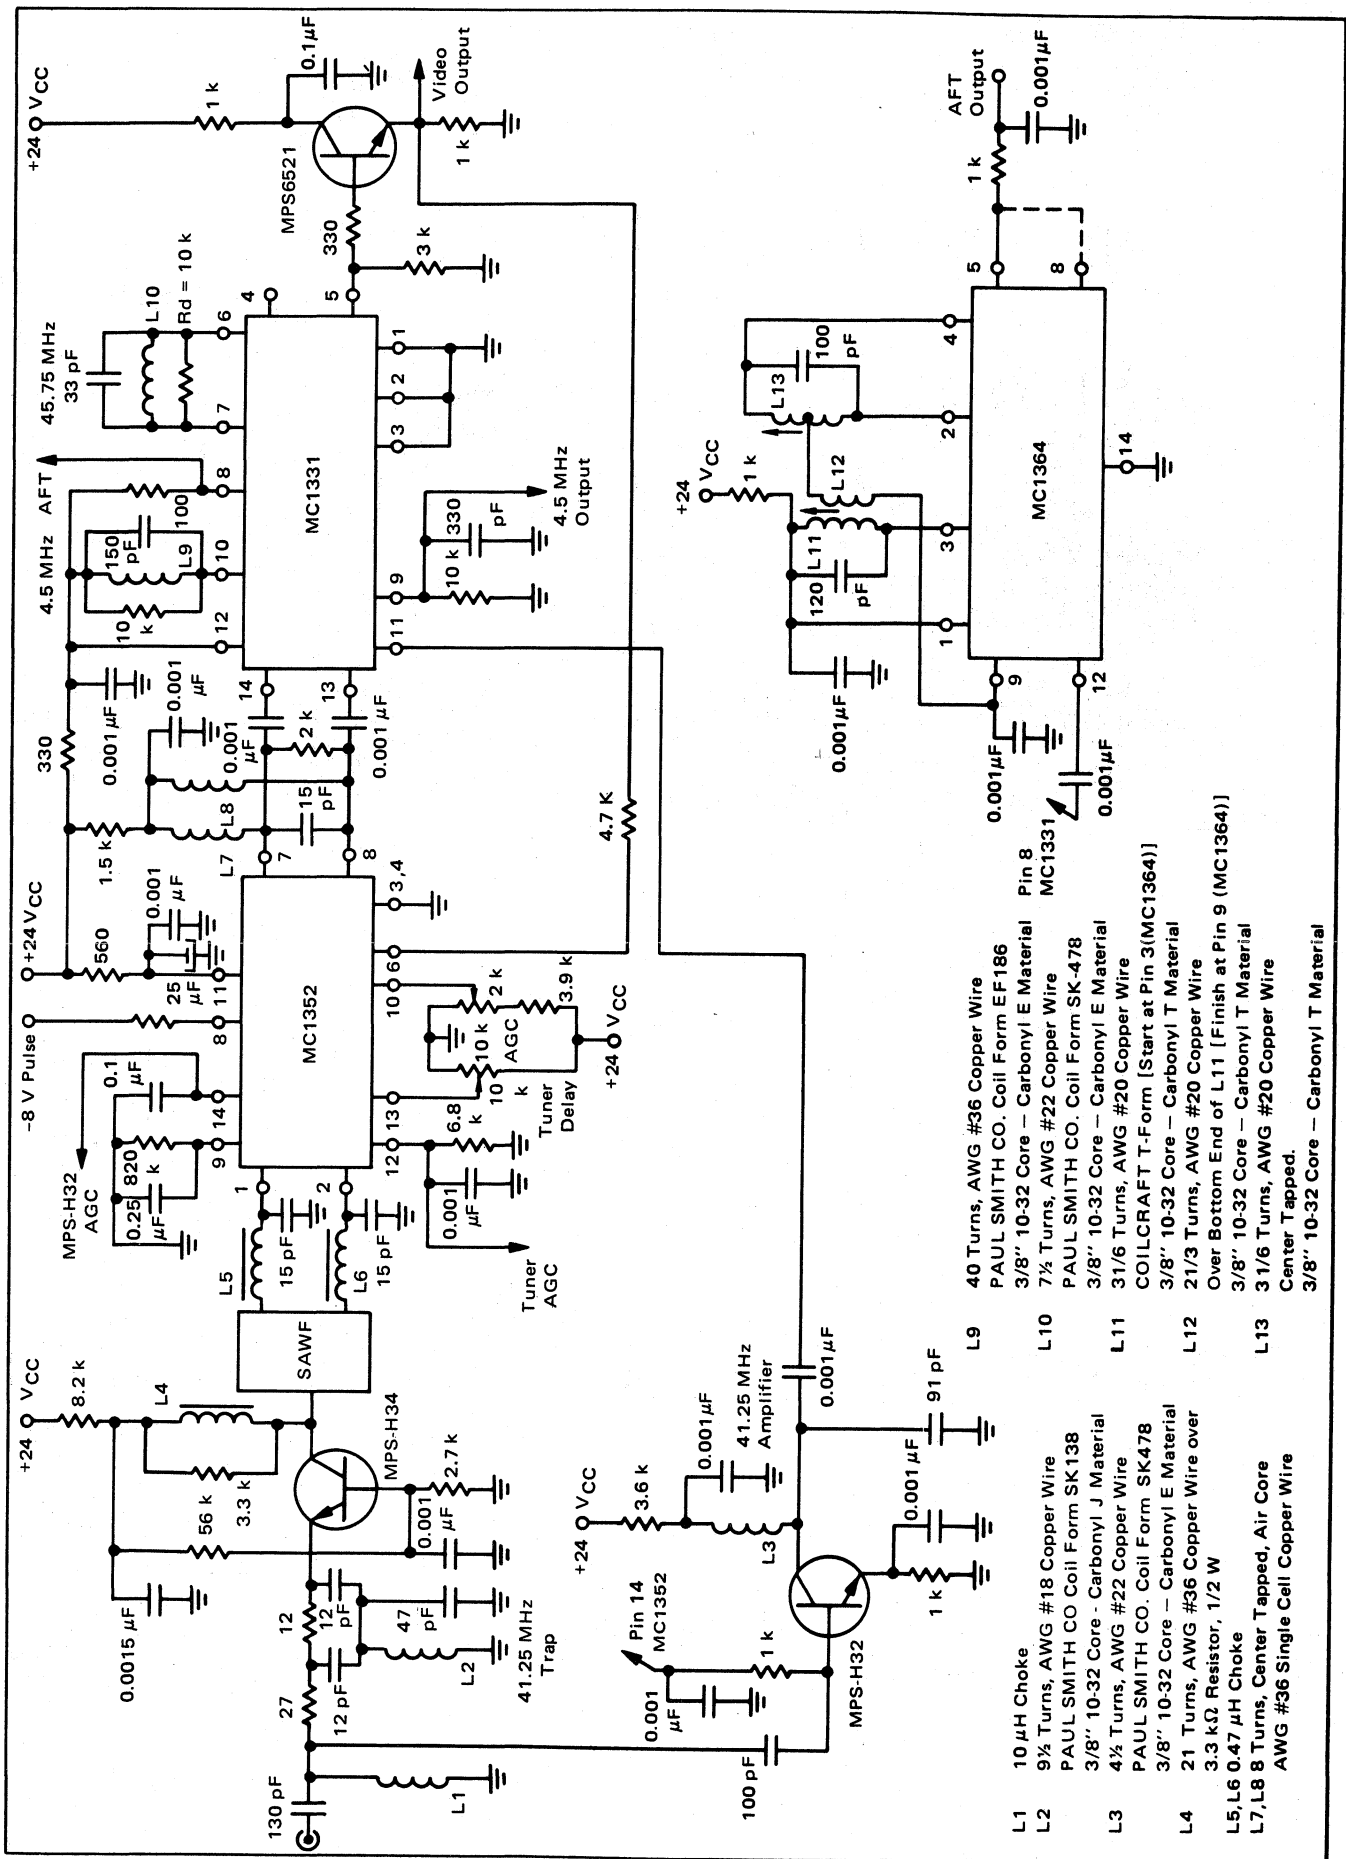 130 pF
L1
27
12 pF
12
12 pF
47 pF
L2
41.25 MHz
Trap
0.0015 µF
56 k
3.3 k
+24 VCC
8.2 k
L4
MPS-H34
0.001 µF
2.7 k
SAWF
L5
L6
15 pF
15 pF
MPS-H32
AGC
0.25 µF
820 k
0.1 µF
-8 V Pulse
+24 VCC
560
25 µF
0.001 µF
1
2
9
14
8
11
MC1352
12
13
10
6
3,4
7
8
0.001 µF
6.8 k
Tuner
AGC
Tuner
Delay
10 k
10 k
AGC
2 k
3.9 k
+24 VCC
L7
L8
1.5 k
15 pF
330
0.001 µF
0.001 µF
0.001 µF
2 k
0.001 µF
4.7 K
4.5 MHz
10 k
150 pF
L9
100
AFT
45.75 MHz
33 pF
L10
Rd = 10 k
14
13
12
10
8
7
6
MC1331
11
9
3
2
1
4
5
10 k
330 pF
4.5 MHz
Output
330
3 k
MPS6521
+24 VCC
1 k
0.1µF
Video
Output
1 k
100 pF
0.001 µF
Pin 14
MC1352
1 k
MPS-H32
+24 VCC
3.6 k
L3
0.001µF
41.25 MHz
Amplifier
0.001µF
91 pF
0.001 µF
1 k
Pin 8
MC1331
0.001µF
0.001µF
0.001µF
120 pF
L11
L12
L13
100 pF
+24 VCC
1 k
12
9
1
3
2
4
MC1364
14
5
8
1 k
AFT
Output
0.001µF
L1 10 µH Choke
L2 9½ Turns, AWG #18 Copper Wire
PAUL SMITH CO Coil Form SK138
3/8″ 10-32 Core - Carbonyl J Material
L3 4½ Turns, AWG #22 Copper Wire
PAUL SMITH CO. Coil Form SK478
3/8″ 10-32 Core – Carbonyl E Material
L4 21 Turns, AWG #36 Copper Wire over
3.3 kΩ Resistor, 1/2 W
L5,L6 0.47 µH Choke
L7,L8 8 Turns, Center Tapped, Air Core
AWG #36 Single Cell Copper Wire
L9 40 Turns, AWG #36 Copper Wire
PAUL SMITH CO. Coil Form EF186
3/8″ 10-32 Core – Carbonyl E Material
L10 7½ Turns, AWG #22 Copper Wire
PAUL SMITH CO. Coil Form SK-478
3/8″ 10-32 Core – Carbonyl E Material
L11 31/6 Turns, AWG #20 Copper Wire
COILCRAFT T-Form [Start at Pin 3(MC1364)]
3/8″ 10-32 Core – Carbonyl T Material
L12 21/3 Turns, AWG #20 Copper Wire
Over Bottom End of L11 [Finish at Pin 9 (MC1364)]
3/8″ 10-32 Core – Carbonyl T Material
L13 3 1/6 Turns, AWG #20 Copper Wire
Center Tapped.
3/8″ 10-32 Core – Carbonyl T Material